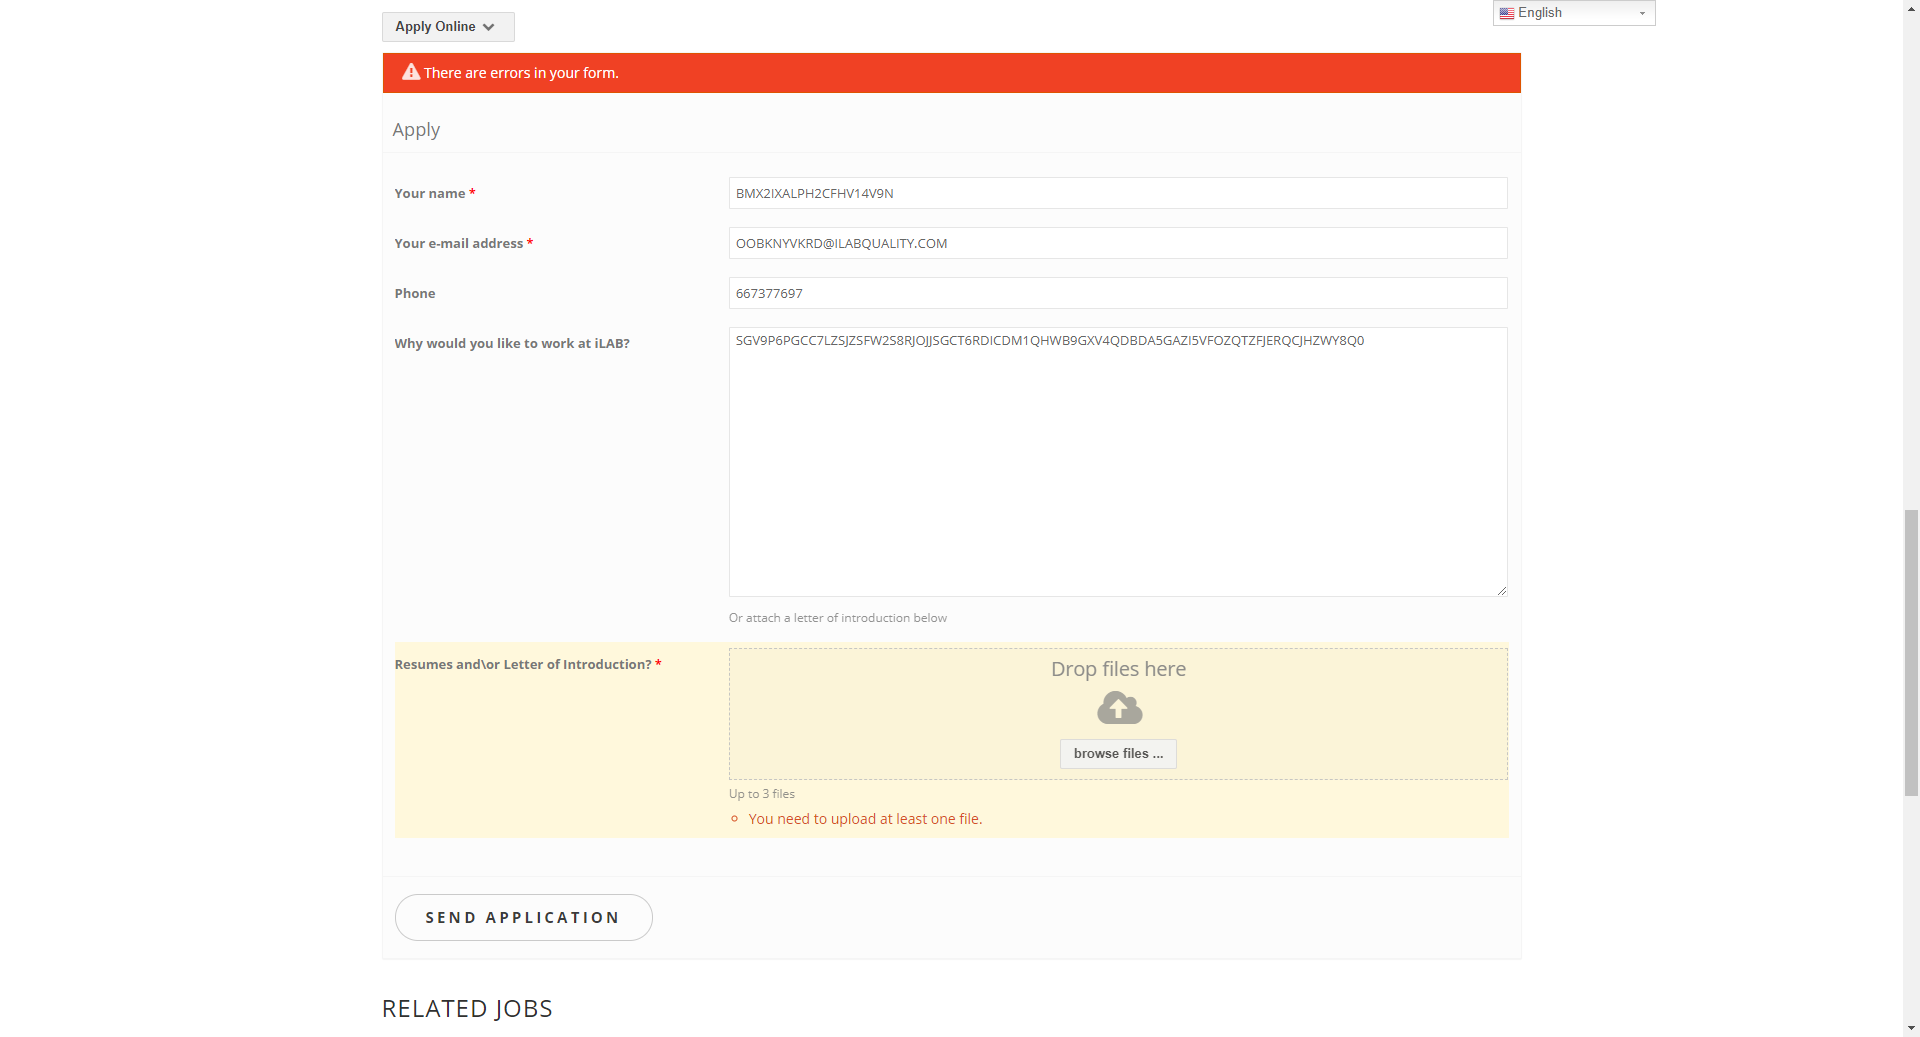 Apply Online
English
There are errors in your form.
Apply
Your name *
BMX2IXALPH2CFHV14V9N
Your e-mail address *
OOBKNYVKRD@ILABQUALITY.COM
Phone
667377697
Why would you like to work at iLAB?
SGV9P6PGCC7LZSJZSFW2S8RJOJJSGCT6RDICDM1QHWB9GXV4QDBDA5GAZI5VFOZQTZFJERQCJHZWY8Q0
Or attach a letter of introduction below
Resumes and\or Letter of Introduction? *
Drop files here
browse files ...
Up to 3 files
You need to upload at least one file.
SEND APPLICATION
RELATED JOBS